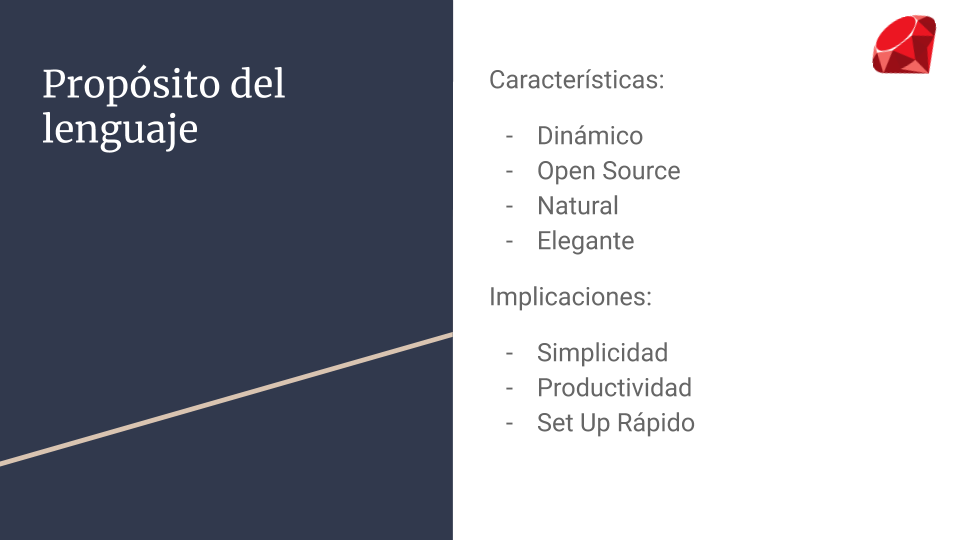 Propósito del
lenguaje
Características:
- Dinámico
- Open Source
- Natural
- Elegante
Implicaciones:
- Simplicidad
- Productividad
- Set Up Rápido